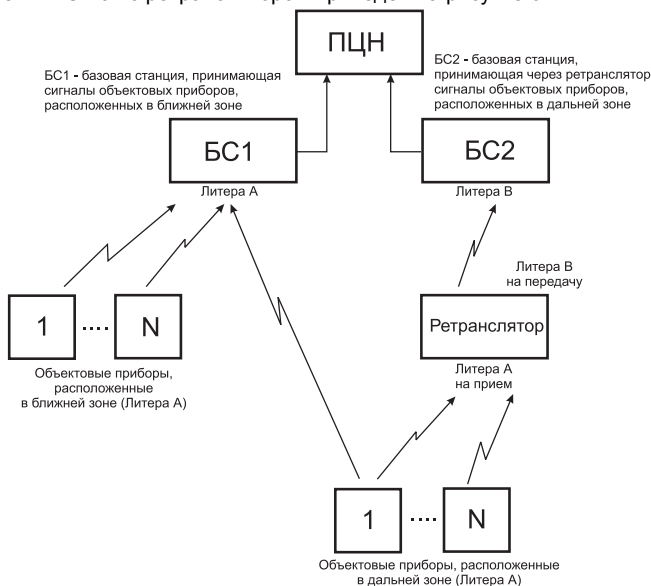 ПЦН
БС1 - базовая станция, принимающая
сигналы объектовых приборов,
расположенных в ближней зоне
БС2 - базовая станция,
принимающая через ретранслятор
сигналы объектовых приборов,
расположенных в дальней зоне
БС1
БС2
Литера А
Литера В
Литера В
на передачу
1
N
Ретранслятор
Объектовые приборы,
расположенные
в ближней зоне (Литера А)
Литера А
на прием
1
N
Объектовые приборы, расположенные
в дальней зоне (Литера А)